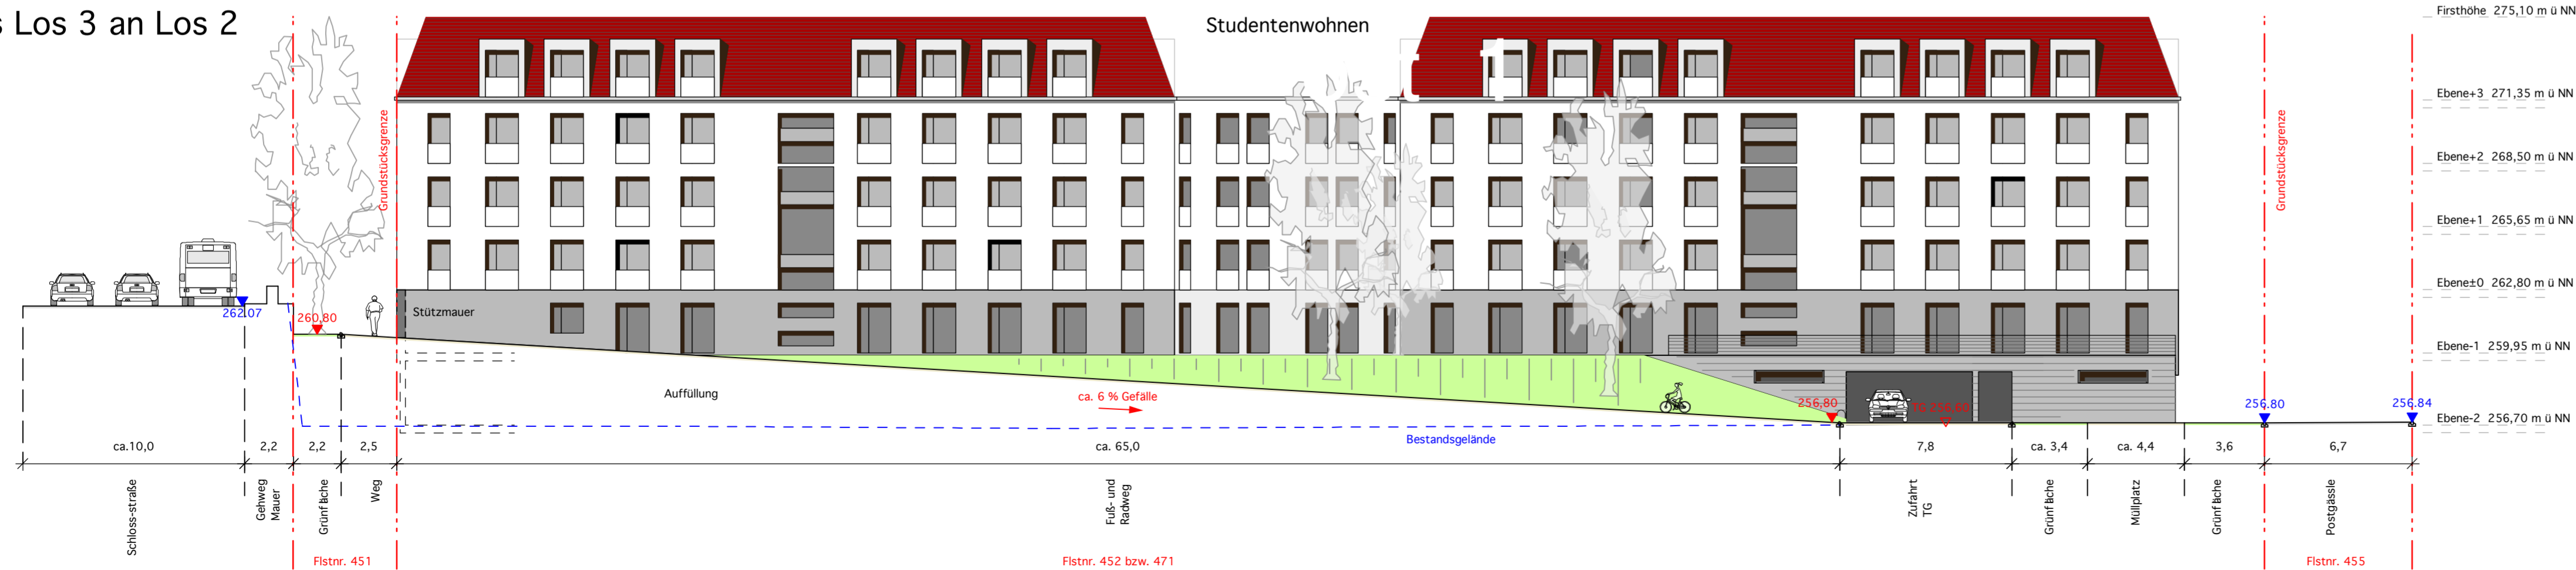 s Los 3 an Los 2
Studentenwohnen
t 1
Firsthöhe 275,10 m ü NN
Ebene+3 271,35 m ü NN
Ebene+2 268,50 m ü NN
Ebene+1 265,65 m ü NN
Ebene±0 262,80 m ü NN
Ebene-1 259,95 m ü NN
Ebene-2 256,70 m ü NN
Grundstücksgrenze
Grundstücksgrenze
262,07
260,80
Stützmauer
Auffüllung
ca. 6 % Gefälle
Bestandsgelände
256,80
TG 256,80
256,80
256,84
ca.10,0
2,2
2,2
2,5
ca. 65,0
7,8
ca. 3,4
ca. 4,4
3,6
6,7
Schloss-straße
Gehweg
Mauer
Grünfläche
Weg
Fuß- und
Radweg
Zufahrt
TG
Grünfläche
Müllplatz
Grünfläche
Postgässle
Flstnr. 451
Flstnr. 452 bzw. 471
Flstnr. 455